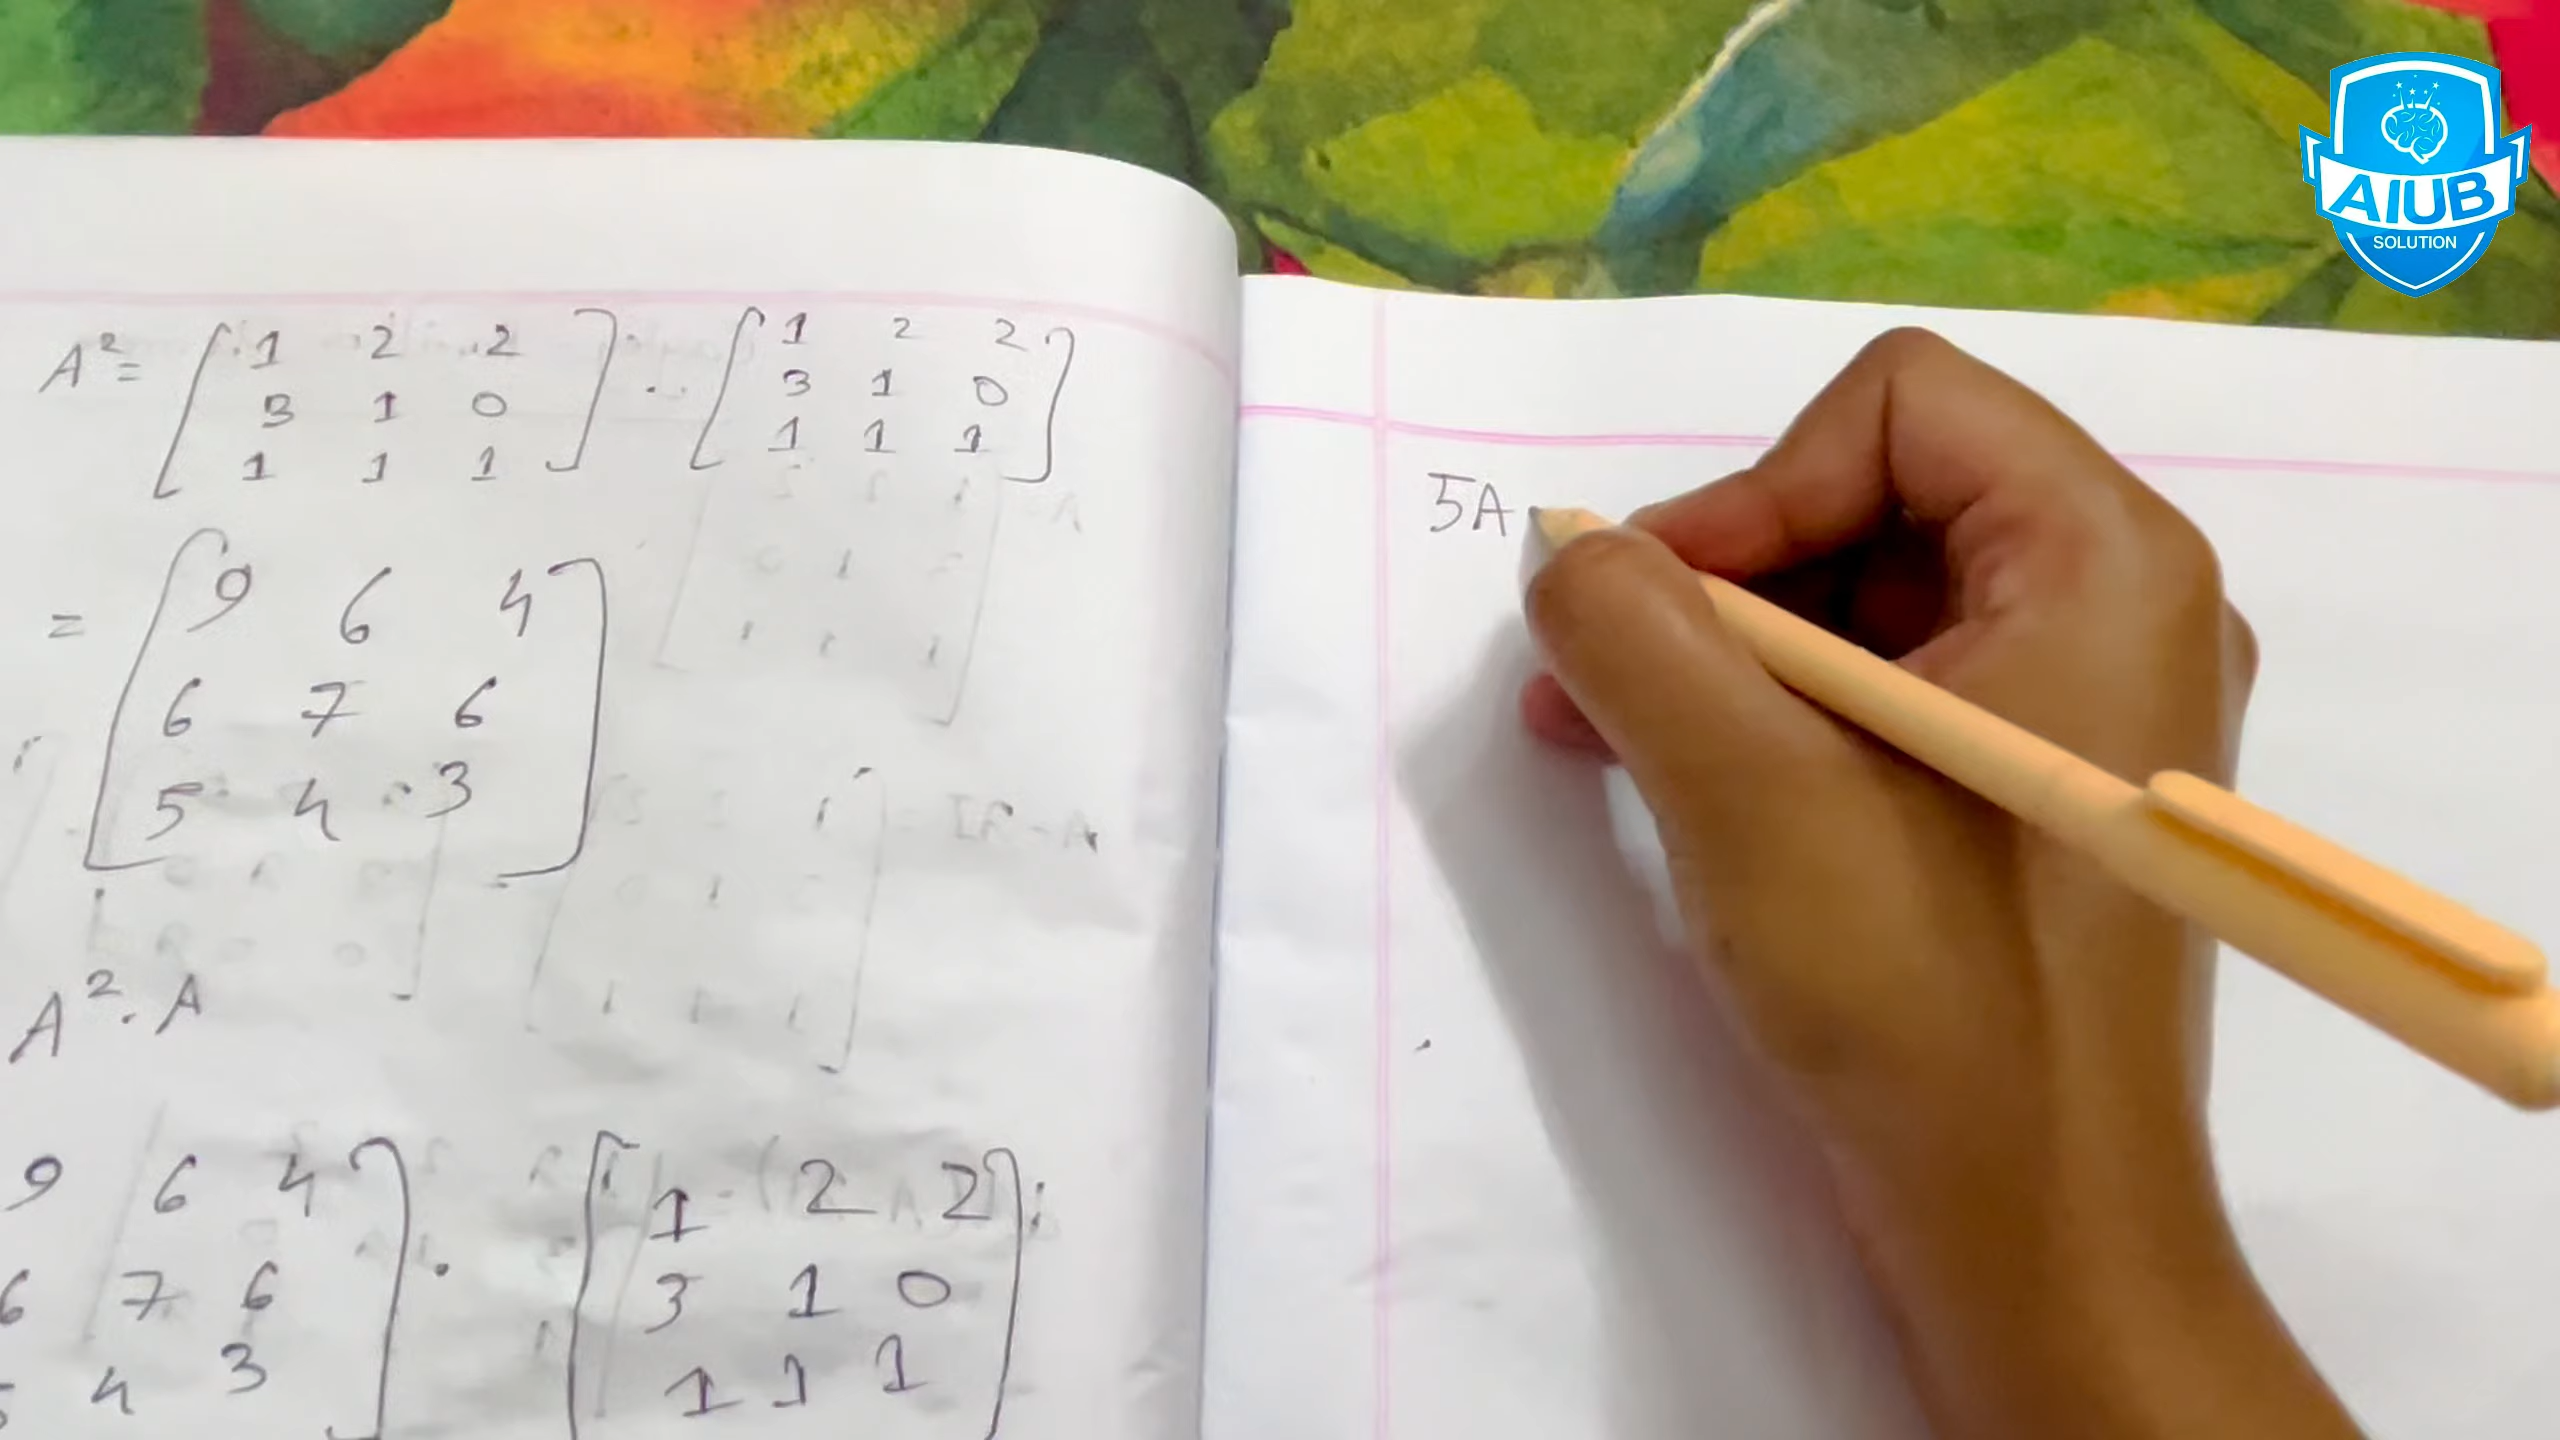 A² = [ 1 2 2 ] . [ 1 2 2 ]
3 1 0 3 1 0
1 1 1 1 1 1
= [ 9 6 4 ]
6 7 6
5 4 3
A² . A
9 6 4 ] . [ 1 2 2 ]
6 7 6 3 1 0
5 4 3 1 1 1
5A
AIUB
SOLUTION